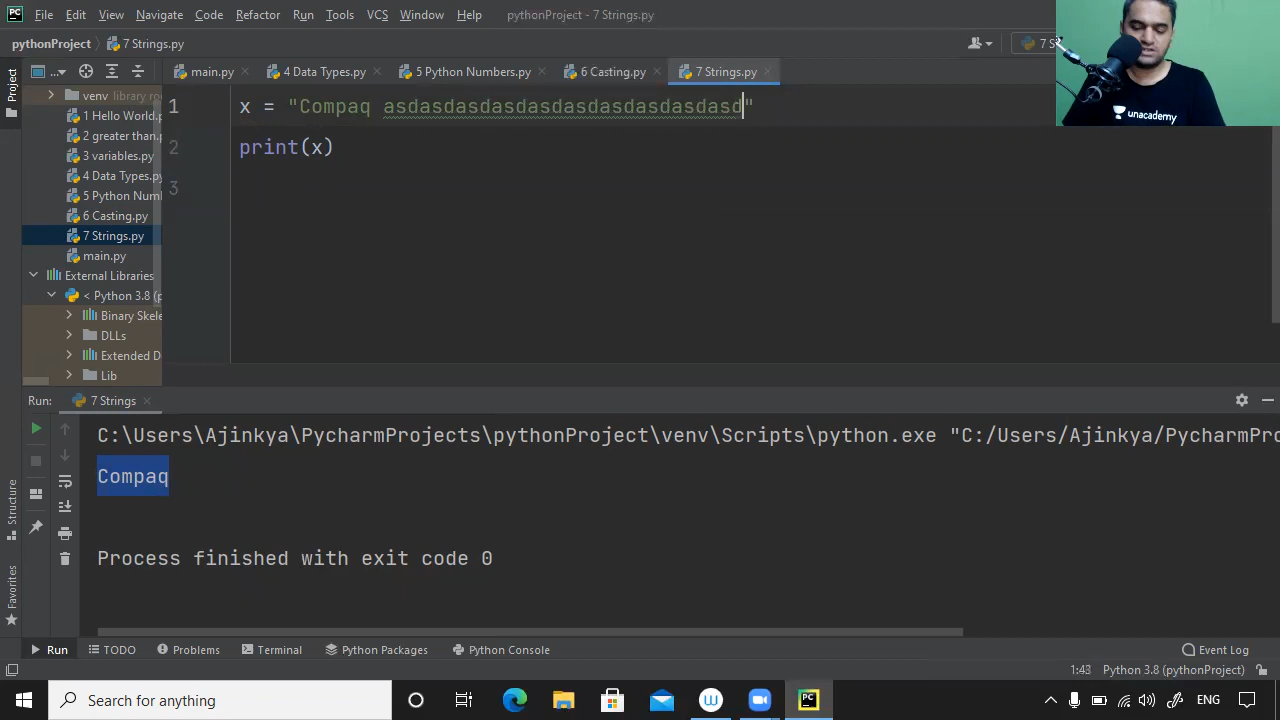 PC File Edit View Navigate Code Refactor Run Tools VCS Window Help pythonProject - 7 Strings.py
pythonProject 7 Strings.py
7 S
main.py 4 Data Types.py 5 Python Numbers.py 6 Casting.py 7 Strings.py
unacademy
Project
venv library ro
1 Hello World.p
2 greater than.
3 variables.py
4 Data Types.py
5 Python Numb
6 Casting.py
7 Strings.py
main.py
External Libraries
< Python 3.8 (p
Binary Skele
DLLs
Extended D
Lib
1 x = "Compaq asdasdasdasdasdasdasdasdasdasd"
2 print(x)
3
Run: 7 Strings
C:\Users\Ajinkya\PycharmProjects\pythonProject\venv\Scripts\python.exe "C:/Users/Ajinkya/PycharmPro
Compaq
Process finished with exit code 0
Structure
Favorites
Run TODO Problems Terminal Python Packages Python Console Event Log
1:43 Python 3.8 (pythonProject)
Search for anything
PC
ENG